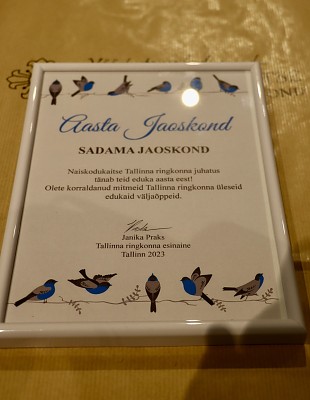 Aasta Jaoskond
SADAMA JAOSKOND
Naiskodukaitse Tallinna ringkonna juhatus
tänab teid eduka aasta eest!
Olete korraldanud mitmeid Tallinna ringkonna üleseid
edukaid väljaõppeid.
Janika Praks
Tallinna ringkonna esinaine
Tallinn 2023